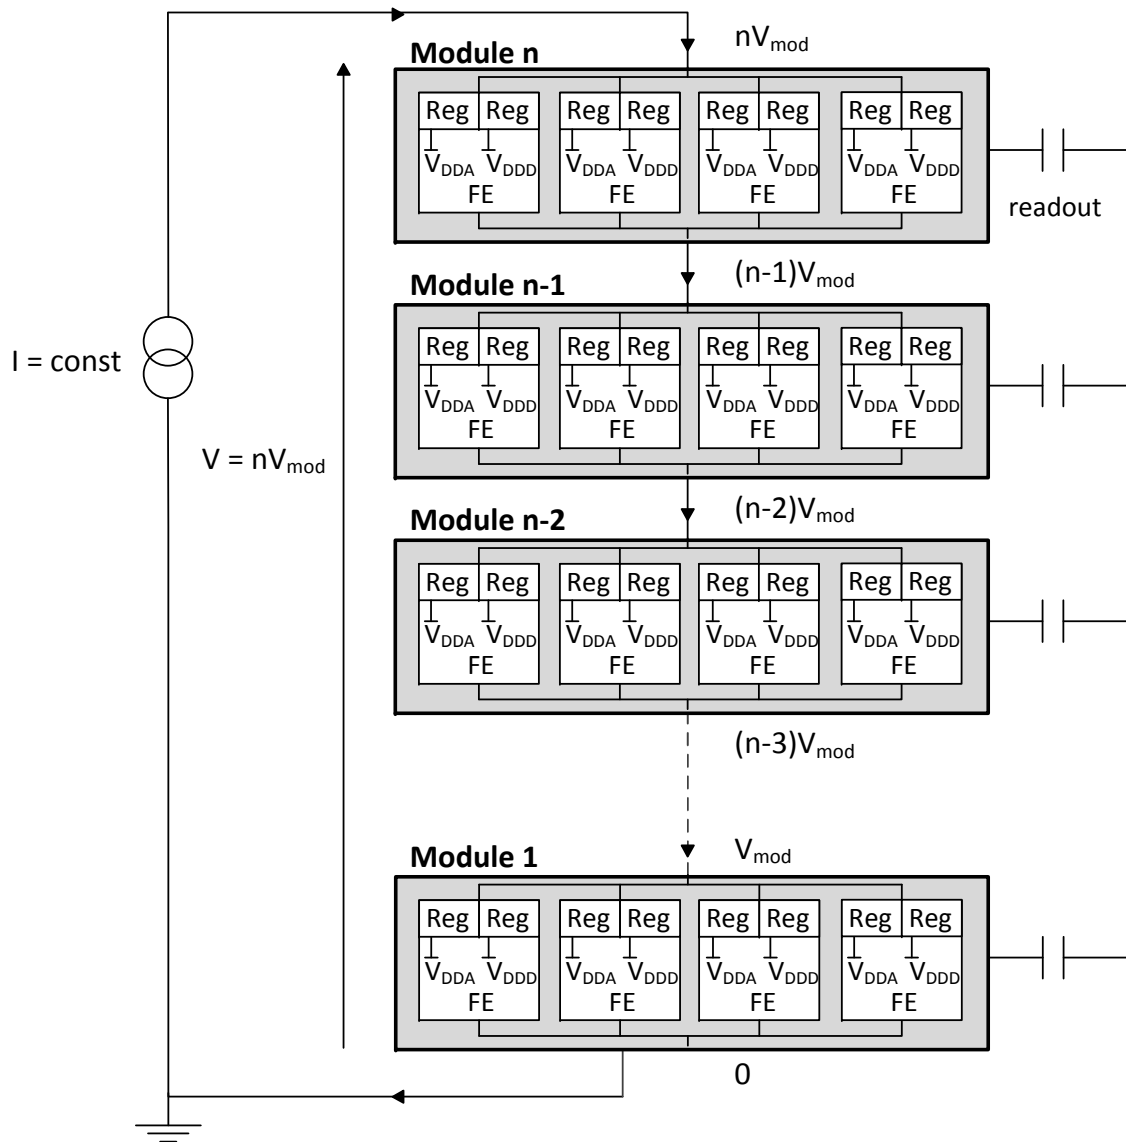 nV_mod
Module n
Reg Reg Reg Reg Reg Reg Reg Reg
V_DDA V_DDD V_DDA V_DDD V_DDA V_DDD V_DDA V_DDD
FE FE FE FE
readout
(n-1)V_mod
Module n-1
Reg Reg Reg Reg Reg Reg Reg Reg
I = const
V_DDA V_DDD V_DDA V_DDD V_DDA V_DDD V_DDA V_DDD
FE FE FE FE
V = nV_mod
(n-2)V_mod
Module n-2
Reg Reg Reg Reg Reg Reg Reg Reg
V_DDA V_DDD V_DDA V_DDD V_DDA V_DDD V_DDA V_DDD
FE FE FE FE
(n-3)V_mod
Module 1
V_mod
Reg Reg Reg Reg Reg Reg Reg Reg
V_DDA V_DDD V_DDA V_DDD V_DDA V_DDD V_DDA V_DDD
FE FE FE FE
0